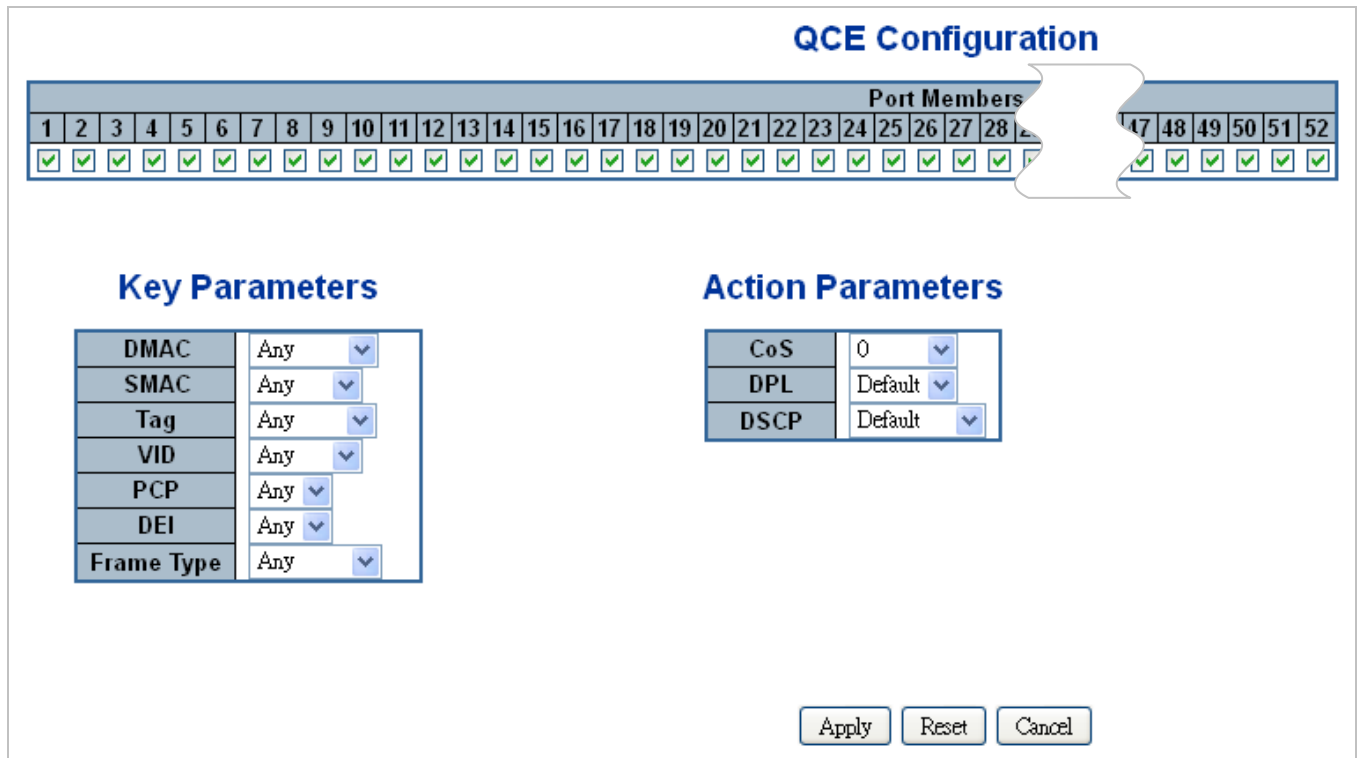 QCE Configuration
Port Members
1 2 3 4 5 6 7 8 9 10 11 12 13 14 15 16 17 18 19 20 21 22 23 24 25 26 27 28 47 48 49 50 51 52
Key Parameters
Action Parameters
DMAC Any
CoS 0
SMAC Any
DPL Default
Tag Any
DSCP Default
VID Any
PCP Any
DEI Any
Frame Type Any
Apply Reset Cancel